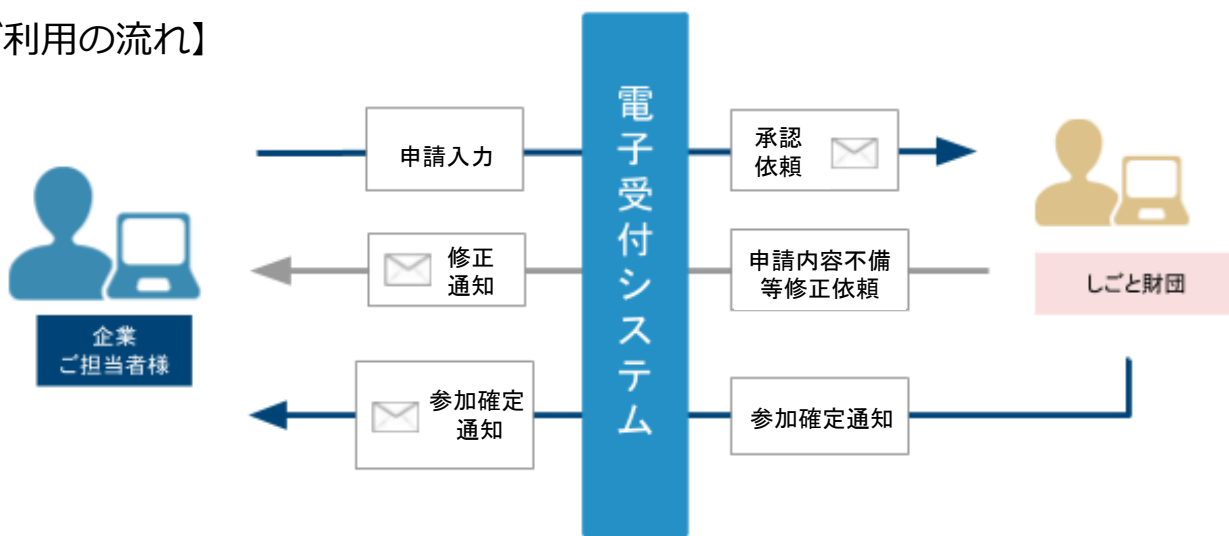 利用の流れ】
電子受付システム
申請入力
承認
依頼
修正
通知
申請内容不備
等修正依頼
しごと財団
企業
ご担当者様
参加確定
通知
参加確定通知